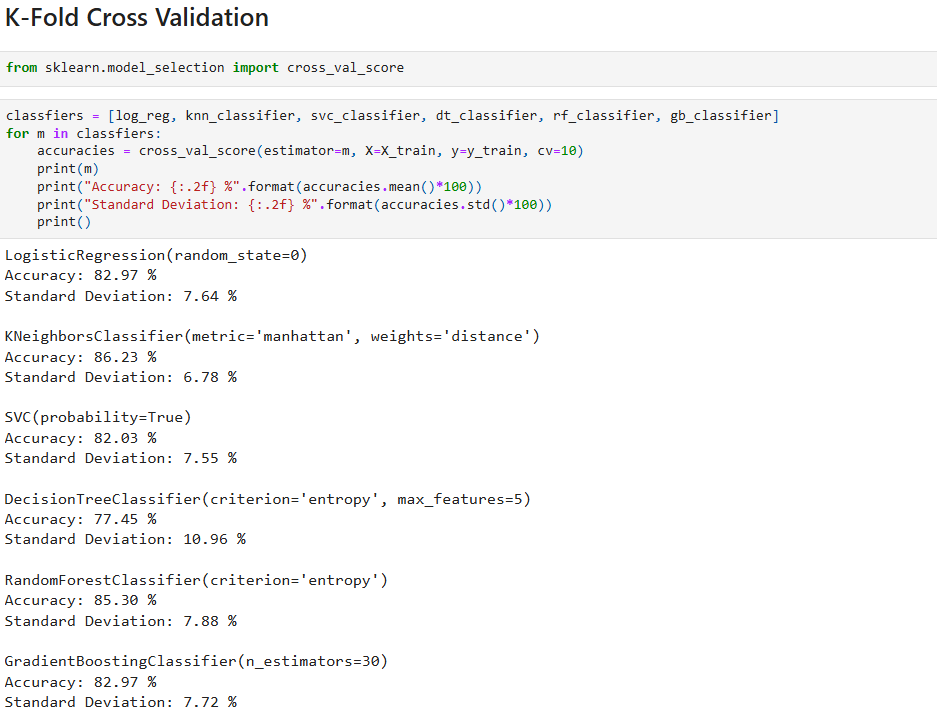 K-Fold Cross Validation
from sklearn.model_selection import cross_val_score
classfiers = [log_reg, knn_classifier, svc_classifier, dt_classifier, rf_classifier, gb_classifier]
for m in classfiers:
    accuracies = cross_val_score(estimator=m, X=X_train, y=y_train, cv=10)
    print(m)
    print("Accuracy: {:.2f} %".format(accuracies.mean()*100))
    print("Standard Deviation: {:.2f} %".format(accuracies.std()*100))
    print()
LogisticRegression(random_state=0)
Accuracy: 82.97 %
Standard Deviation: 7.64 %
KNeighborsClassifier(metric='manhattan', weights='distance')
Accuracy: 86.23 %
Standard Deviation: 6.78 %
SVC(probability=True)
Accuracy: 82.03 %
Standard Deviation: 7.55 %
DecisionTreeClassifier(criterion='entropy', max_features=5)
Accuracy: 77.45 %
Standard Deviation: 10.96 %
RandomForestClassifier(criterion='entropy')
Accuracy: 85.30 %
Standard Deviation: 7.88 %
GradientBoostingClassifier(n_estimators=30)
Accuracy: 82.97 %
Standard Deviation: 7.72 %